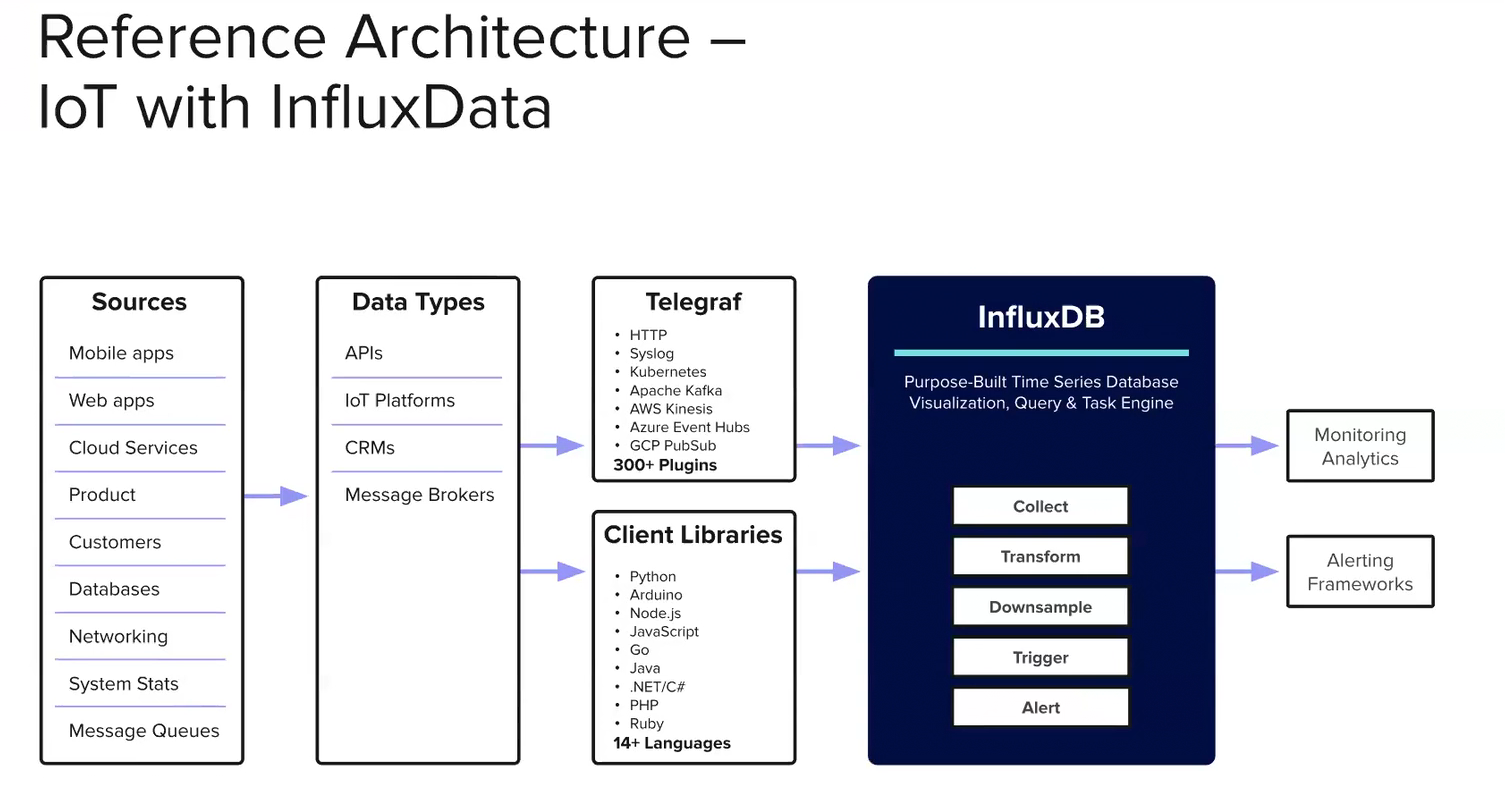 Reference Architecture –
IoT with InfluxData
Sources
Mobile apps
Web apps
Cloud Services
Product
Customers
Databases
Networking
System Stats
Message Queues
Data Types
APIs
IoT Platforms
CRMs
Message Brokers
Telegraf
• HTTP
• Syslog
• Kubernetes
• Apache Kafka
• AWS Kinesis
• Azure Event Hubs
• GCP PubSub
300+ Plugins
Client Libraries
• Python
• Arduino
• Node.js
• JavaScript
• Go
• Java
• .NET/C#
• PHP
• Ruby
14+ Languages
InfluxDB
Purpose-Built Time Series Database
Visualization, Query & Task Engine
Collect
Transform
Downsample
Trigger
Alert
Monitoring
Analytics
Alerting
Frameworks